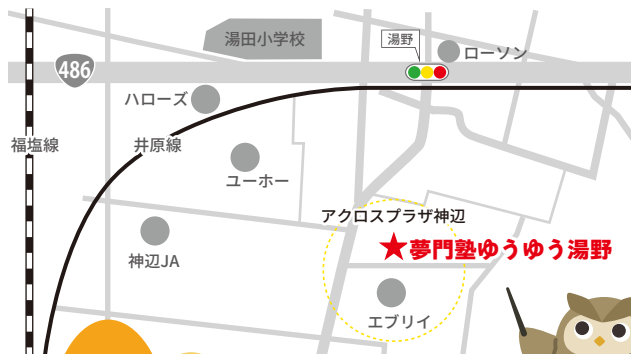 湯田小学校
湯野
ローソン
486
ハローズ
福塩線
井原線
ユーホー
アクロスプラザ神辺
★夢門塾ゆうゆう湯野
神辺JA
エブリイ